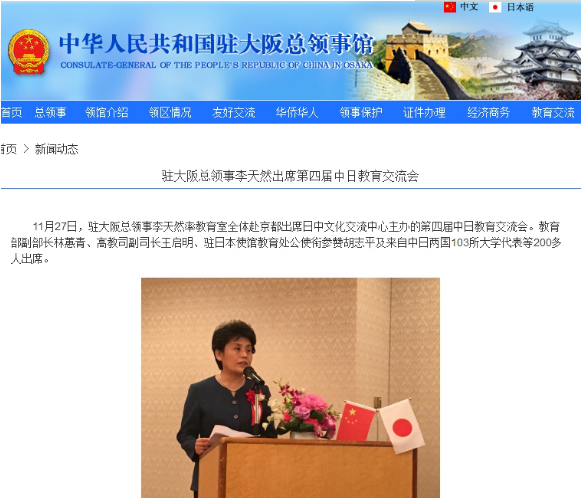 中文 日本语
中华人民共和国驻大阪总领事馆
CONSULATE-GENERAL OF THE PEOPLE'S REPUBLIC OF CHINA IN OSAKA
首页 总领事 领馆介绍 领区情况 友好交流 华侨华人 领事保护 证件办理 经济商务 教育交流
首页 > 新闻动态
驻大阪总领事李天然出席第四届中日教育交流会
11月27日，驻大阪总领事李天然率教育室全体赴京都出席日中文化交流中心主办的第四届中日教育交流会。教育
部副部长林蕙青、高教司副司长王启明、驻日本使馆教育处公使衔参赞胡志平及来自中日两国103所大学代表等200多
人出席。